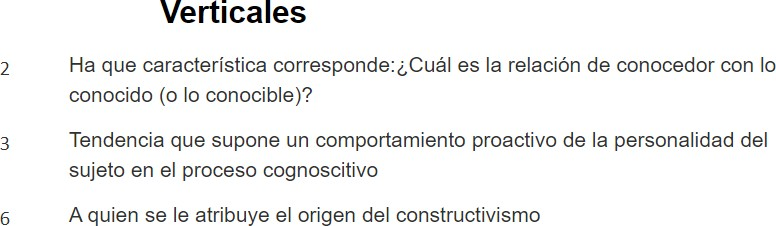 Verticales
2 Ha que característica corresponde:¿Cuál es la relación de conocedor con lo
conocido (o lo conocible)?
3 Tendencia que supone un comportamiento proactivo de la personalidad del
sujeto en el proceso cognoscitivo
6 A quien se le atribuye el origen del constructivismo